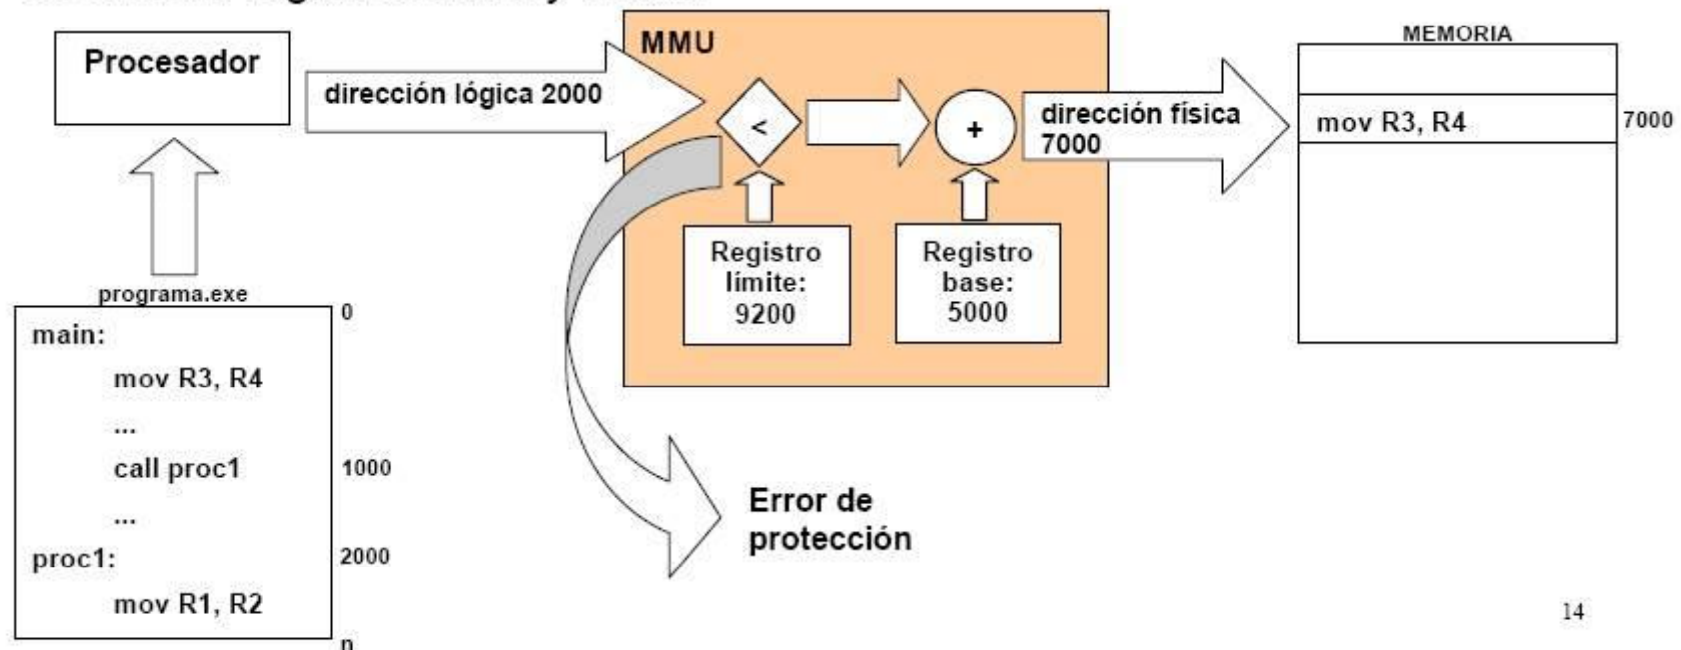 MMU
MEMORIA
Procesador
dirección lógica 2000
<
+
dirección física
7000
mov R3, R4
7000
Registro
límite:
9200
Registro
base:
5000
programa.exe
0
main:
mov R3, R4
...
call proc1
1000
...
proc1:
2000
mov R1, R2
n
Error de
protección
14